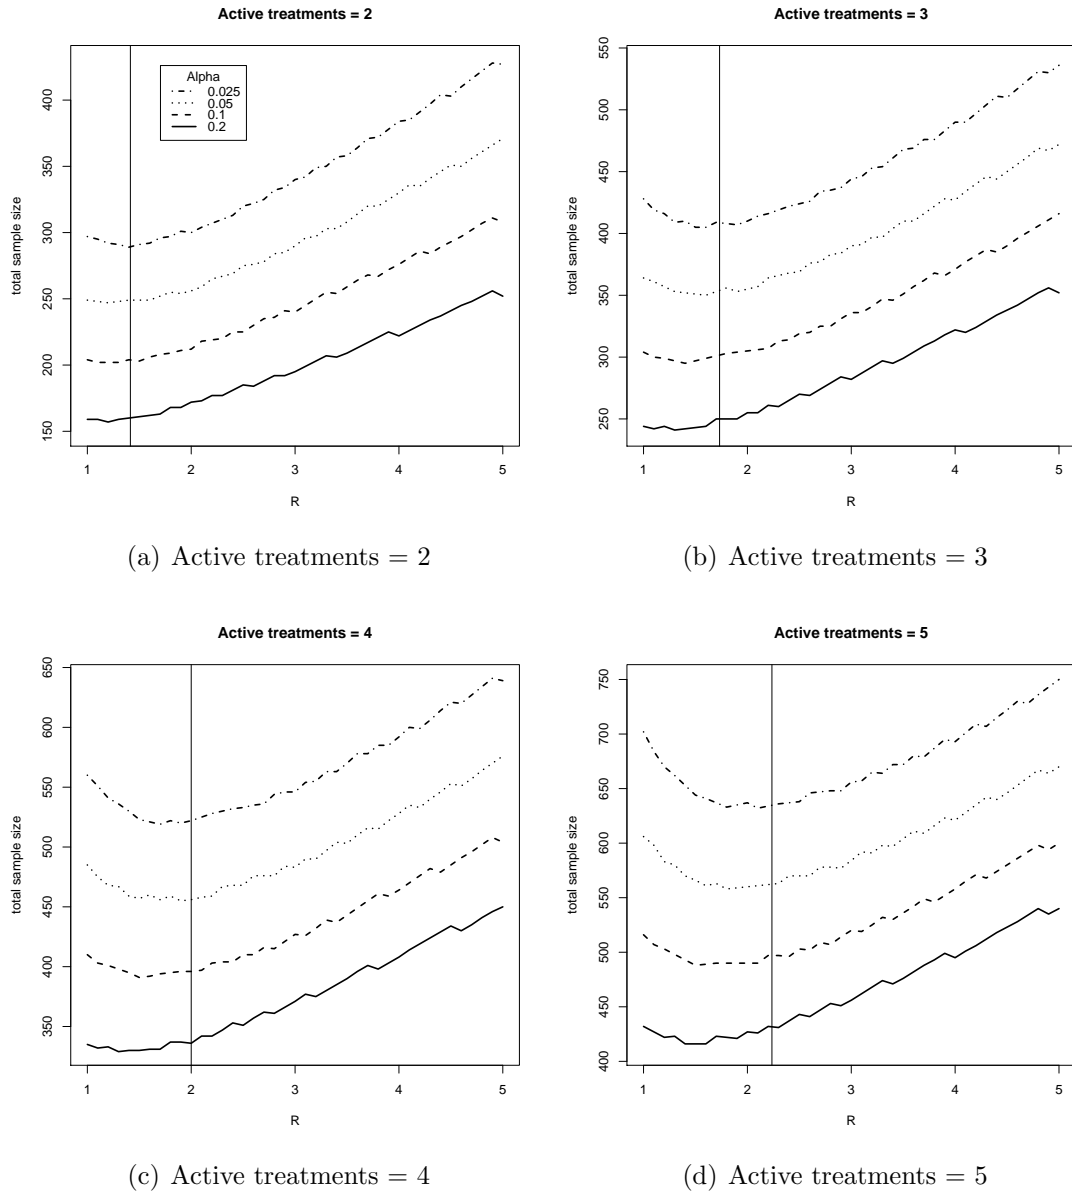 Active treatments = 2
Alpha
0.025
0.05
0.1
0.2
total sample size
150
200
250
300
350
400
1 2 3 4 5
R
(a) Active treatments = 2
Active treatments = 3
total sample size
250
300
350
400
450
500
550
1 2 3 4 5
R
(b) Active treatments = 3
Active treatments = 4
total sample size
350
400
450
500
550
600
650
1 2 3 4 5
R
(c) Active treatments = 4
Active treatments = 5
total sample size
400
450
500
550
600
650
700
750
1 2 3 4 5
R
(d) Active treatments = 5